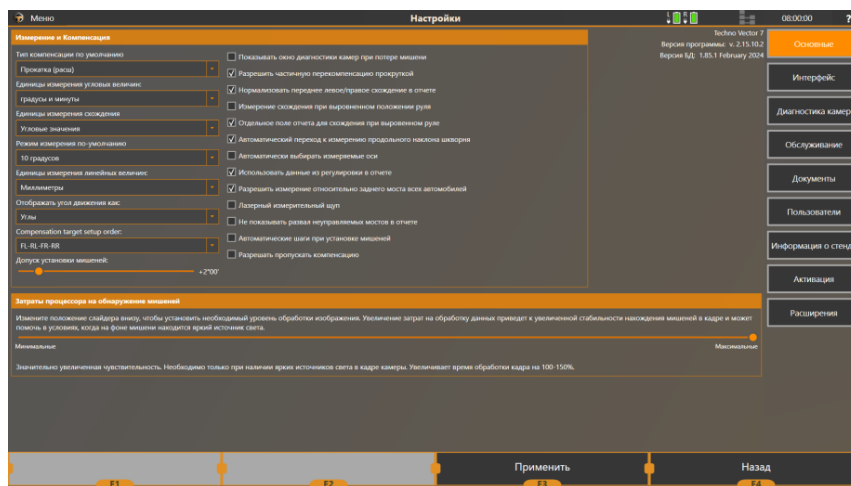 Меню
Настройки
L R
08:00:00
?
Измерение и Компенсация
Techno Vector 7
Версия программы: v. 2.15.10.2
Версия БД: 1.85.1 February 2024
Тип компенсации по умолчанию
Прокатка (расш)
Единицы измерения угловых величин:
градусы и минуты
Единицы измерения схождения
Угловые значения
Режим измерения по-умолчанию
10 градусов
Единицы измерения линейных величин:
Миллиметры
Отображать угол движения как:
Углы
Compensation target setup order:
FL-RL-FR-RR
Допуск установки мишеней:
+2°00'
Показывать окно диагностики камер при потере мишени
Разрешить частичную перекомпенсацию прокруткой
Нормализовать переднее левое/правое схождение в отчете
Измерение схождения при выровненном положении руля
Отдельное поле отчета для схождения при выровненном руле
Автоматический переход к измерению продольного наклона шкворня
Автоматически выбирать измеряемые оси
Использовать данные из регулировки в отчете
Разрешить измерение относительно заднего моста всех автомобилей
Лазерный измерительный щуп
Не показывать развал неуправляемых мостов в отчете
Автоматические шаги при установке мишеней
Разрешать пропускать компенсацию
Основные
Интерфейс
Диагностика камер
Обслуживание
Документы
Пользователи
Информация о стенд
Активация
Расширения
Затраты процессора на обнаружение мишеней
Измените положение слайдера внизу, чтобы установить необходимый уровень обработки изображения. Увеличение затрат на обработку данных приведет к увеличенной стабильности нахождения мишеней в кадре и может
помочь в условиях, когда на фоне мишени находится яркий источник света.
Минимальные
Максимальные
Значительно увеличенная чувствительность. Необходимо только при наличии ярких источников света в кадре камеры. Увеличивает время обработки кадра на 100-150%.
Применить
Назад
F1
F2
F3
F4